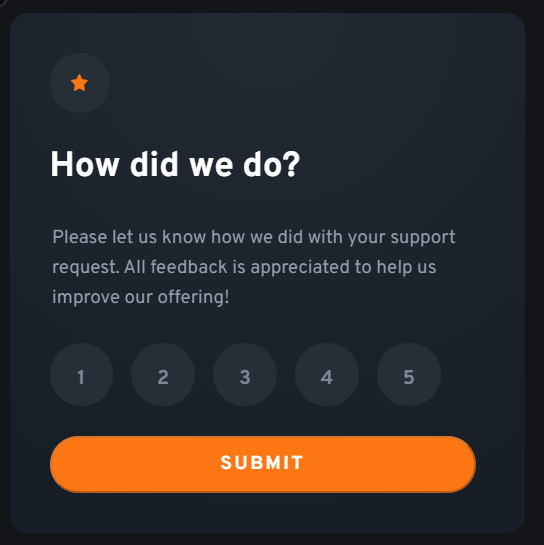 How did we do?
Please let us know how we did with your support
request. All feedback is appreciated to help us
improve our offering!
1 2 3 4 5
SUBMIT